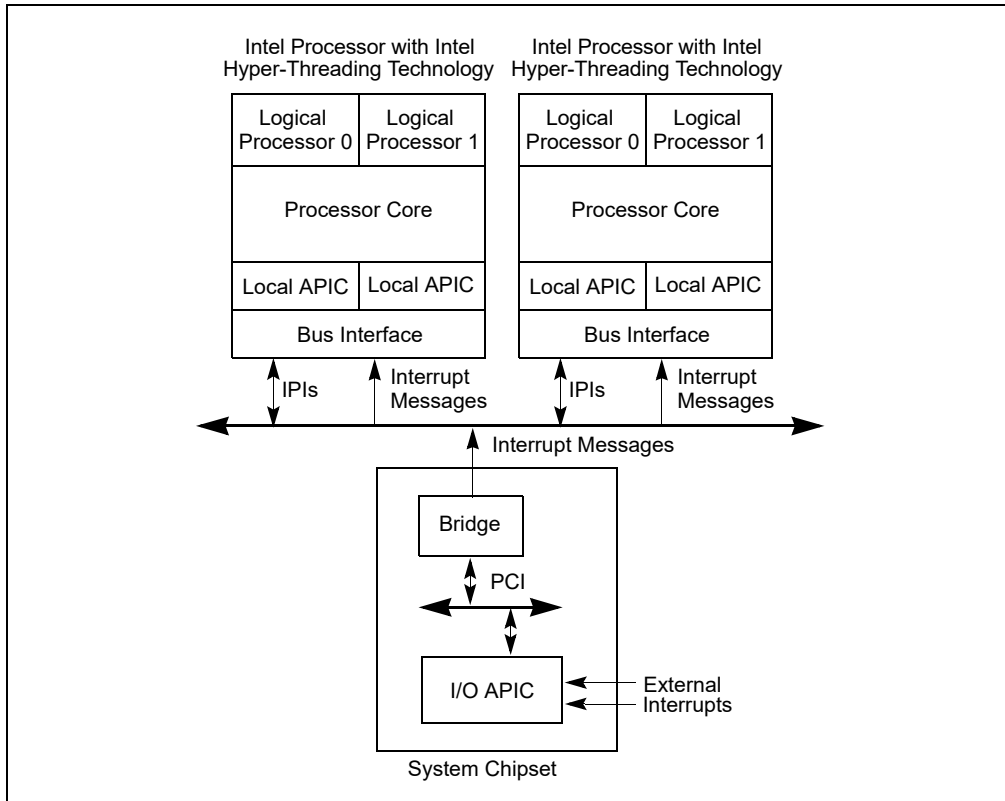 Intel Processor with Intel
Hyper-Threading Technology
Intel Processor with Intel
Hyper-Threading Technology
Logical
Processor 0
Logical
Processor 1
Logical
Processor 0
Logical
Processor 1
Processor Core
Processor Core
Local APIC
Local APIC
Local APIC
Local APIC
Bus Interface
Bus Interface
IPIs
Interrupt
Messages
IPIs
Interrupt
Messages
Interrupt Messages
Bridge
PCI
I/O APIC
External
Interrupts
System Chipset